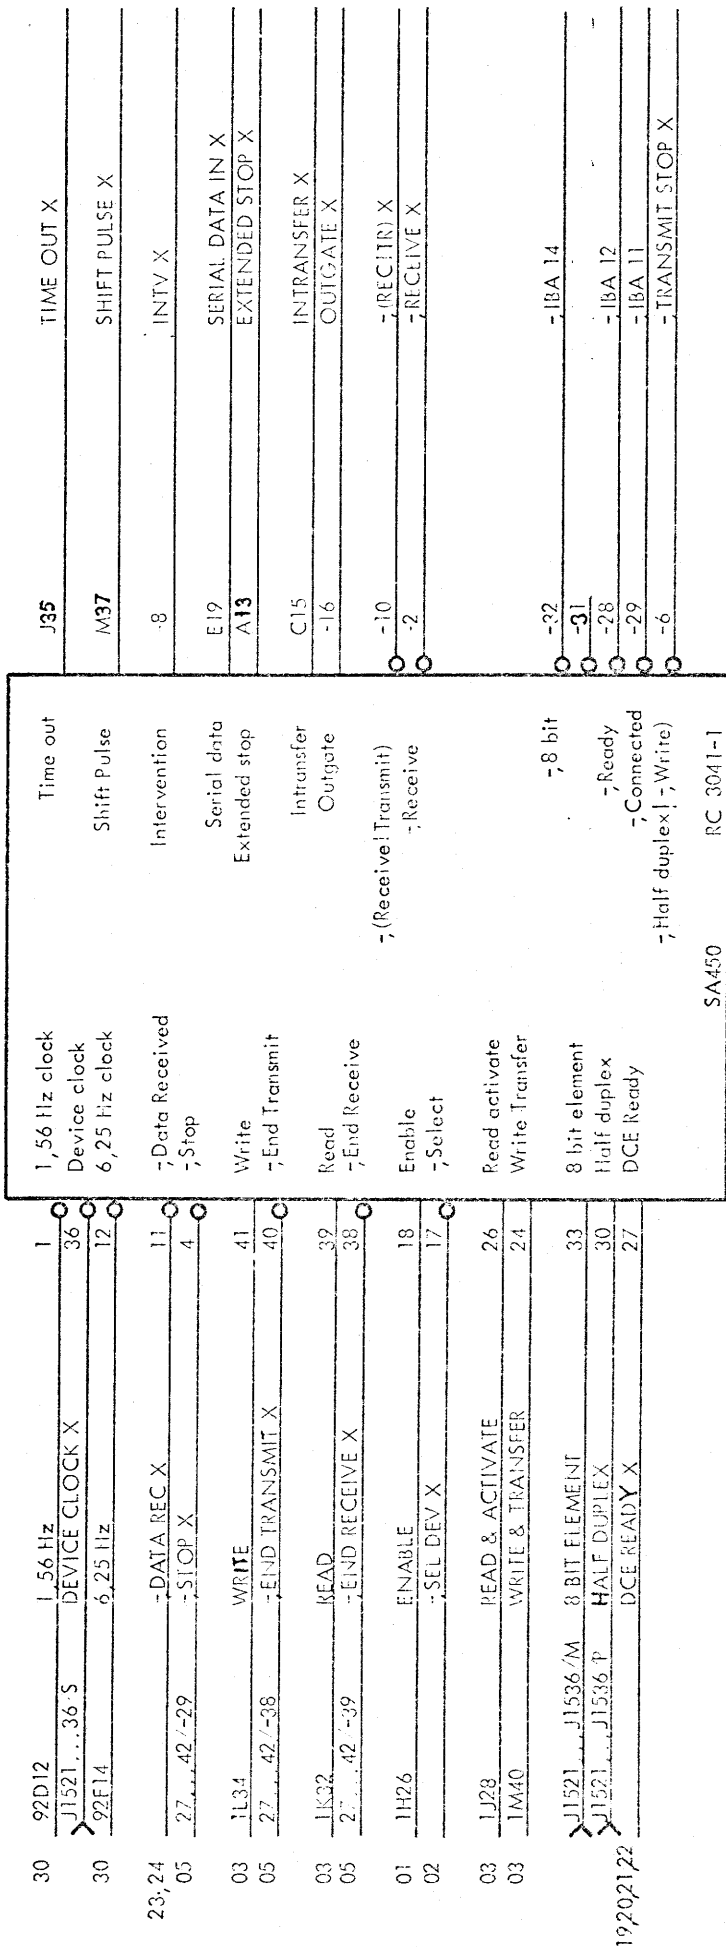 30 92D12 1,56 Hz 1 1,56 Hz clock Time out J35 TIME OUT X
J1521...36/S DEVICE CLOCK X 36 Device clock
30 92F14 6,25 Hz 12 6,25 Hz clock Shift Pulse M37 SHIFT PULSE X
23, 24 -,DATA REC X 11 -,Data Received Intervention -8 INTV X
05 27...42/-29 -,STOP X 4 -,Stop
03 1L34 WRITE 41 Write Serial data E19 SERIAL DATA IN X
05 27...42/-38 -,END TRANSMIT X 40 -,End Transmit Extended stop A13 EXTENDED STOP X
03 1K32 READ 39 Read Intransfer C15 INTRANSFER X
05 27...42/-39 -,END RECEIVE X 38 -,End Receive Outgate -16 OUTGATE X
01 1H26 ENABLE 18 Enable -,(Receive!Transmit) -10 -,(REC!TR) X
02 -,SEL DEV X 17 -,Select -,Receive -2 -,RECEIVE X
03 1J28 READ & ACTIVATE 26 Read activate
03 1M40 WRITE & TRANSFER 24 Write Transfer
J1521...J1536/M 8 BIT ELEMENT 33 8 bit element -,8 bit -32 -,IBA 14
-31
J1521...J1536/P HALF DUPLEX 30 Half duplex -,Ready -28 -,IBA 12
19,20,21,22 DCE READY X 27 DCE Ready -,Connected -29 -,IBA 11
-,Half duplex!-,Write) -6 -,TRANSMIT STOP X
SA450 RC 3041-1